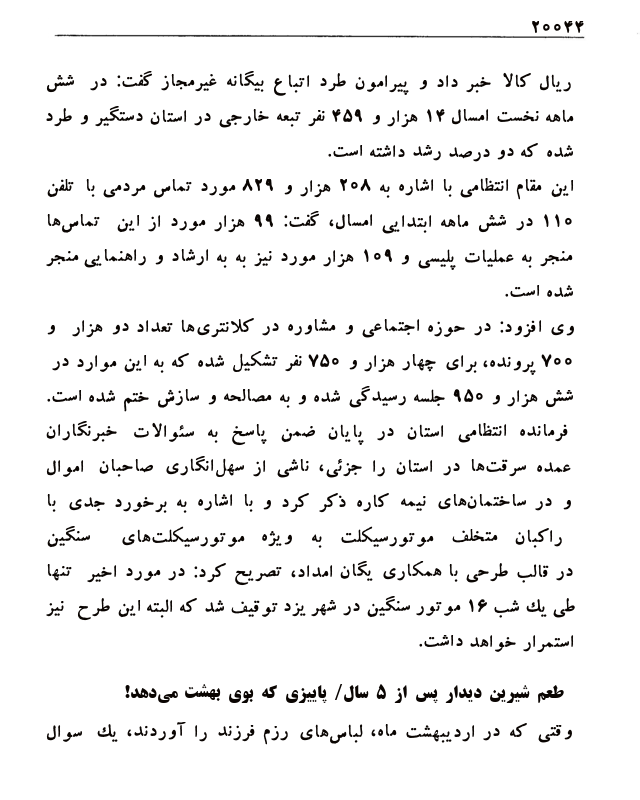 ۲۰۰۴۴
ریال کالا خبر داد و پیرامون طرد اتباع بیگانه غیرمجاز گفت: در شش
ماهه نخست امسال ۱۴ هزار و ۴۵۹ نفر تبعه خارجی در استان دستگیر و طرد
شده که دو درصد رشد داشته است.
این مقام انتظامی با اشاره به ۲۰۸ هزار و ۸۲۹ مورد تماس مردمی با تلفن
۱۱۰ در شش ماهه ابتدایی امسال، گفت: ۹۹ هزار مورد از این تماس‌ها
منجر به عملیات پلیسی و ۱۰۹ هزار مورد نیز به به ارشاد و راهنمایی منجر
شده است.
وی افزود: در حوزه اجتماعی و مشاوره در کلانتری‌ها تعداد دو هزار و
۷۰۰ پرونده، برای چهار هزار و ۷۵۰ نفر تشکیل شده که به این موارد در
شش هزار و ۹۵۰ جلسه رسیدگی شده و به مصالحه و سازش ختم شده است.
فرمانده انتظامی استان در پایان ضمن پاسخ به سئوالات خبرنگاران
عمده سرقت‌ها در استان را جزئی، ناشی از سهل‌انگاری صاحبان اموال
و در ساختمان‌های نیمه کاره ذکر کرد و با اشاره به برخورد جدی با
راکبان متخلف موتورسیکلت به ویژه موتورسیکلت‌های سنگین
در قالب طرحی با همکاری یگان امداد، تصریح کرد: در مورد اخیر تنها
طی یك شب ۱۶ موتور سنگین در شهر یزد توقیف شد که البته این طرح نیز
استمرار خواهد داشت.
طعم شیرین دیدار پس از ۵ سال/ پاییزی که بوی بهشت می‌دهد!
وقتی که در اردیبهشت ماه، لباس‌های رزم فرزند را آوردند، یك سوال